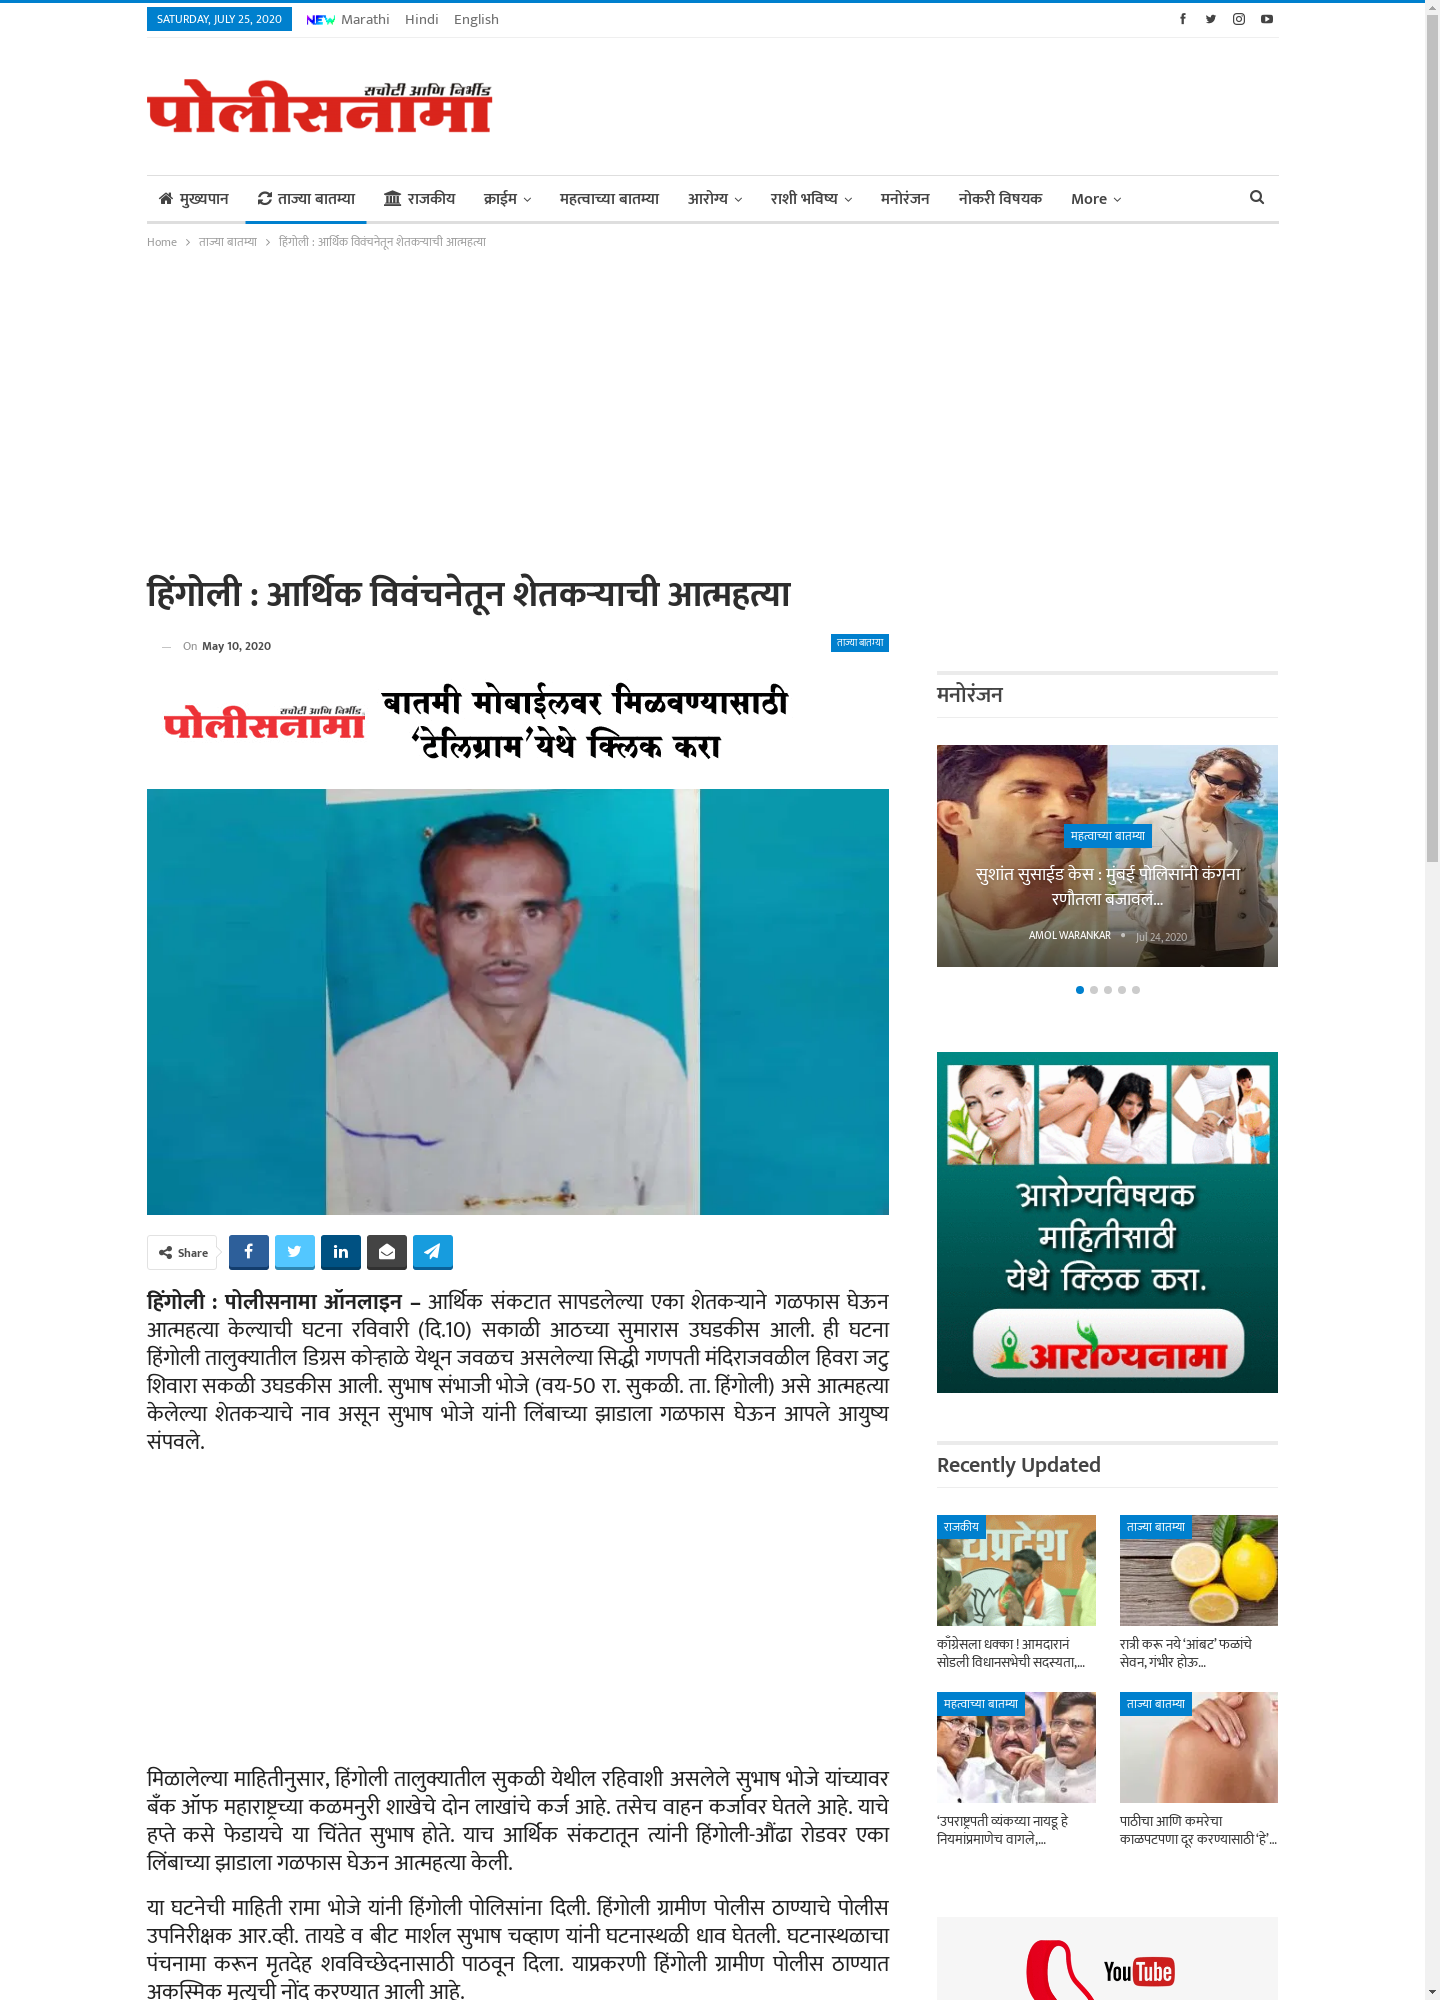 SATURDAY, JULY 25, 2020
NEW Marathi Hindi English
सचोटी आणि निर्भीड
पोलीसनामा
मुख्यपान ताज्या बातम्या राजकीय क्राईम महत्वाच्या बातम्या आरोग्य राशी भविष्य मनोरंजन नोकरी विषयक More
Home > ताज्या बातम्या > हिंगोली : आर्थिक विवंचनेतून शेतकऱ्याची आत्महत्या
हिंगोली : आर्थिक विवंचनेतून शेतकऱ्याची आत्महत्या
— On May 10, 2020
ताज्या बातम्या
सचोटी आणि निर्भीड
पोलीसनामा
बातमी मोबाईलवर मिळवण्यासाठी
‘टेलिग्राम’येथे क्लिक करा
Share
हिंगोली : पोलीसनामा ऑनलाइन – आर्थिक संकटात सापडलेल्या एका शेतकऱ्याने गळफास घेऊन
आत्महत्या केल्याची घटना रविवारी (दि.10) सकाळी आठच्या सुमारास उघडकीस आली. ही घटना
हिंगोली तालुक्यातील डिग्रस कोऱ्हाळे येथून जवळच असलेल्या सिद्धी गणपती मंदिराजवळील हिवरा जटु
शिवारा सकळी उघडकीस आली. सुभाष संभाजी भोजे (वय-50 रा. सुकळी. ता. हिंगोली) असे आत्महत्या
केलेल्या शेतकऱ्याचे नाव असून सुभाष भोजे यांनी लिंबाच्या झाडाला गळफास घेऊन आपले आयुष्य
संपवले.
मिळालेल्या माहितीनुसार, हिंगोली तालुक्यातील सुकळी येथील रहिवाशी असलेले सुभाष भोजे यांच्यावर
बँक ऑफ महाराष्ट्रच्या कळमनुरी शाखेचे दोन लाखांचे कर्ज आहे. तसेच वाहन कर्जावर घेतले आहे. याचे
हप्ते कसे फेडायचे या चिंतेत सुभाष होते. याच आर्थिक संकटातून त्यांनी हिंगोली-औंढा रोडवर एका
लिंबाच्या झाडाला गळफास घेऊन आत्महत्या केली.
या घटनेची माहिती रामा भोजे यांनी हिंगोली पोलिसांना दिली. हिंगोली ग्रामीण पोलीस ठाण्याचे पोलीस
उपनिरीक्षक आर.व्ही. तायडे व बीट मार्शल सुभाष चव्हाण यांनी घटनास्थळी धाव घेतली. घटनास्थळाचा
पंचनामा करून मृतदेह शवविच्छेदनासाठी पाठवून दिला. याप्रकरणी हिंगोली ग्रामीण पोलीस ठाण्यात
अकस्मिक मृत्यूची नोंद करण्यात आली आहे.
मनोरंजन
महत्वाच्या बातम्या
सुशांत सुसाईड केस : मुंबई पोलिसांनी कंगना
रणौतला बजावलं…
AMOL WARANKAR • Jul 24, 2020
आरोग्यविषयक
माहितीसाठी
येथे क्लिक करा.
आरोग्यनामा
Recently Updated
राजकीय
काँग्रेसला धक्का ! आमदारानं
सोडली विधानसभेची सदस्यता,…
ताज्या बातम्या
रात्री करू नये ‘आंबट’ फळांचे
सेवन, गंभीर होऊ…
महत्वाच्या बातम्या
‘उपराष्ट्रपती व्यंकय्या नायडू हे
नियमांप्रमाणेच वागले,…
ताज्या बातम्या
पाठीचा आणि कमरेचा
काळपटपणा दूर करण्यासाठी ‘हे’…
YouTube